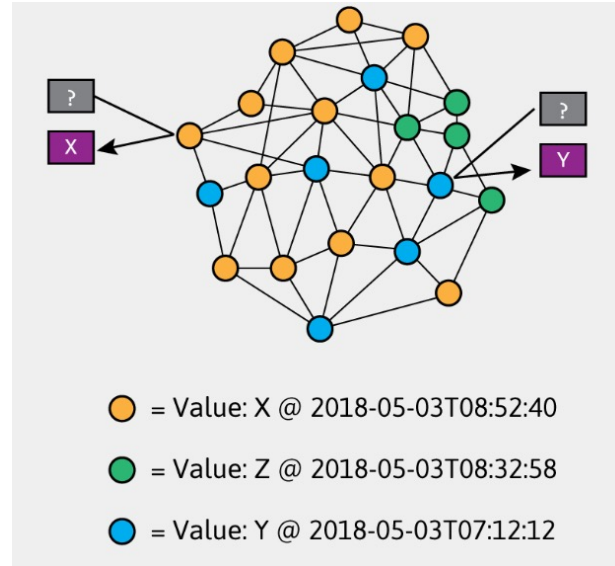 ?
X
?
Y
= Value: X @ 2018-05-03T08:52:40
= Value: Z @ 2018-05-03T08:32:58
= Value: Y @ 2018-05-03T07:12:12